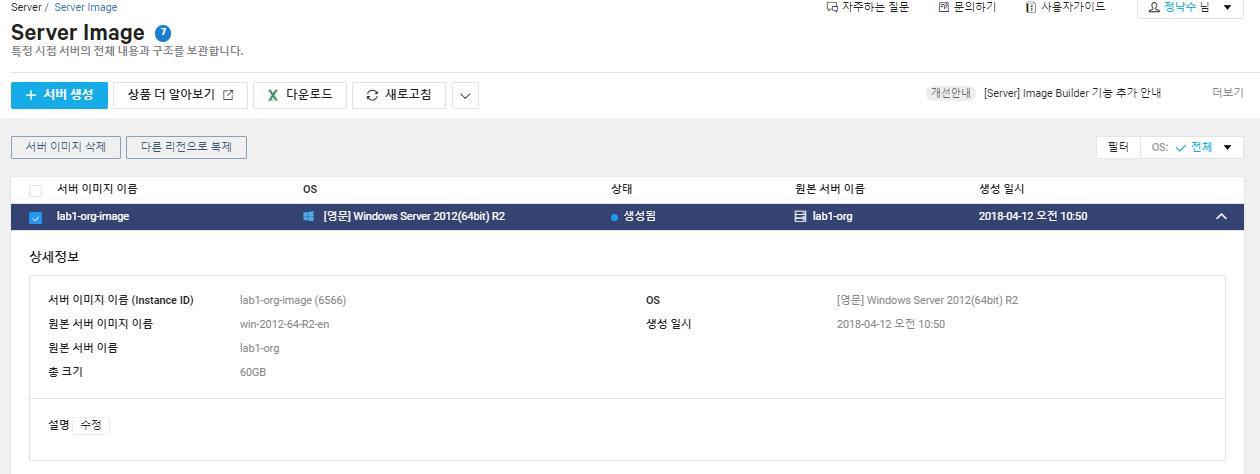 Server / Server Image
자주하는 질문 문의하기 사용자가이드 정낙수 님
Server Image 7
특정 시점 서버의 전체 내용과 구조를 보관합니다.
+ 서버 생성 상품 더 알아보기 다운로드 새로고침
개선안내 [Server] Image Builder 기능 추가 안내 더보기
서버 이미지 삭제 다른 리전으로 복제 필터 OS: 전체
서버 이미지 이름 OS 상태 원본 서버 이름 생성 일시
lab1-org-image [영문] Windows Server 2012(64bit) R2 생성됨 lab1-org 2018-04-12 오전 10:50
상세정보
서버 이미지 이름 (Instance ID) lab1-org-image (6566) OS [영문] Windows Server 2012(64bit) R2
원본 서버 이미지 이름 win-2012-64-R2-en 생성 일시 2018-04-12 오전 10:50
원본 서버 이름 lab1-org
총 크기 60GB
설명 수정